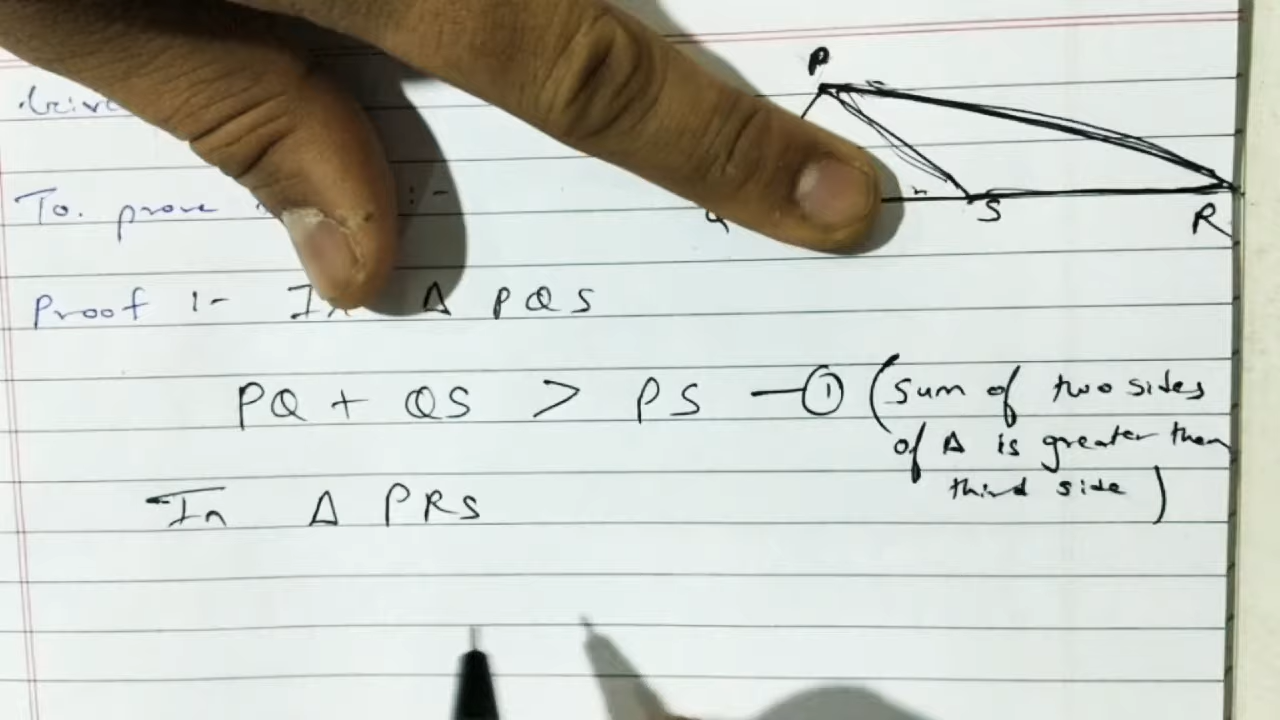 P
S
R
To prove :-
Proof :- In Δ PQS
PQ + QS > PS — ① (Sum of two sides
of Δ is greater then
third side)
In Δ PRS